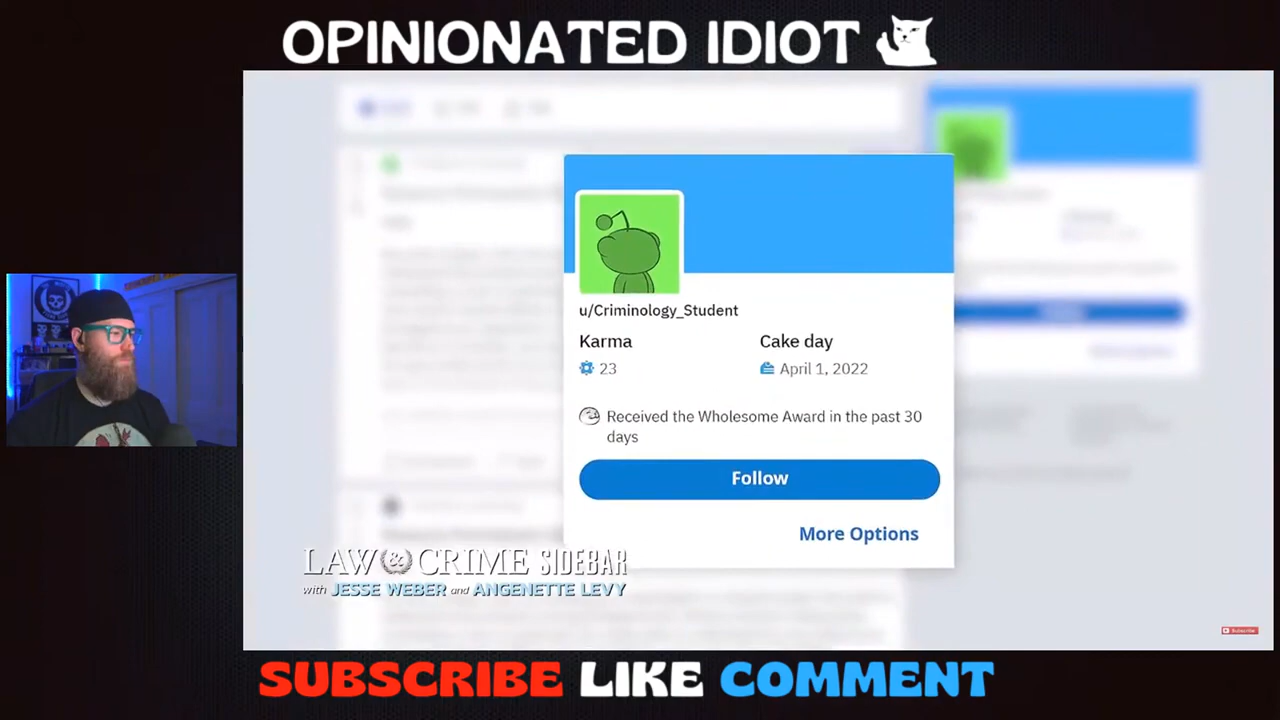 OPINIONATED IDIOT
u/Criminology_Student
Karma
Cake day
23
April 1, 2022
Received the Wholesome Award in the past 30
days
Follow
More Options
LAW & CRIME SIDEBAR
with JESSE WEBER and ANGENETTE LEVY
Subscribe
SUBSCRIBE LIKE COMMENT